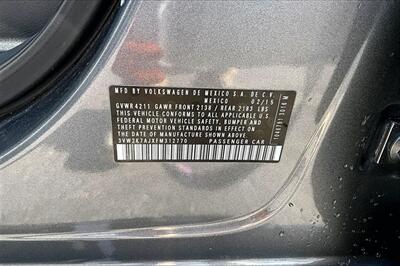 MFD BY VOLKSWAGEN DE MEXICO S.A. DE C.V.
MEXICO 02/15
GVWR 4211 GAWR FRONT 2138 / REAR 2183 LBS
THIS VEHICLE CONFORMS TO ALL APPLICABLE
FEDERAL MOTOR VEHICLE SAFETY, BUMPER AND
THEFT PREVENTION STANDARDS IN EFFECT ON
THE DATE OF MANUFACTURE SHOWN ABOVE.
3VW2K7AJXFM312770 PASSENGER CAR
MADE IN